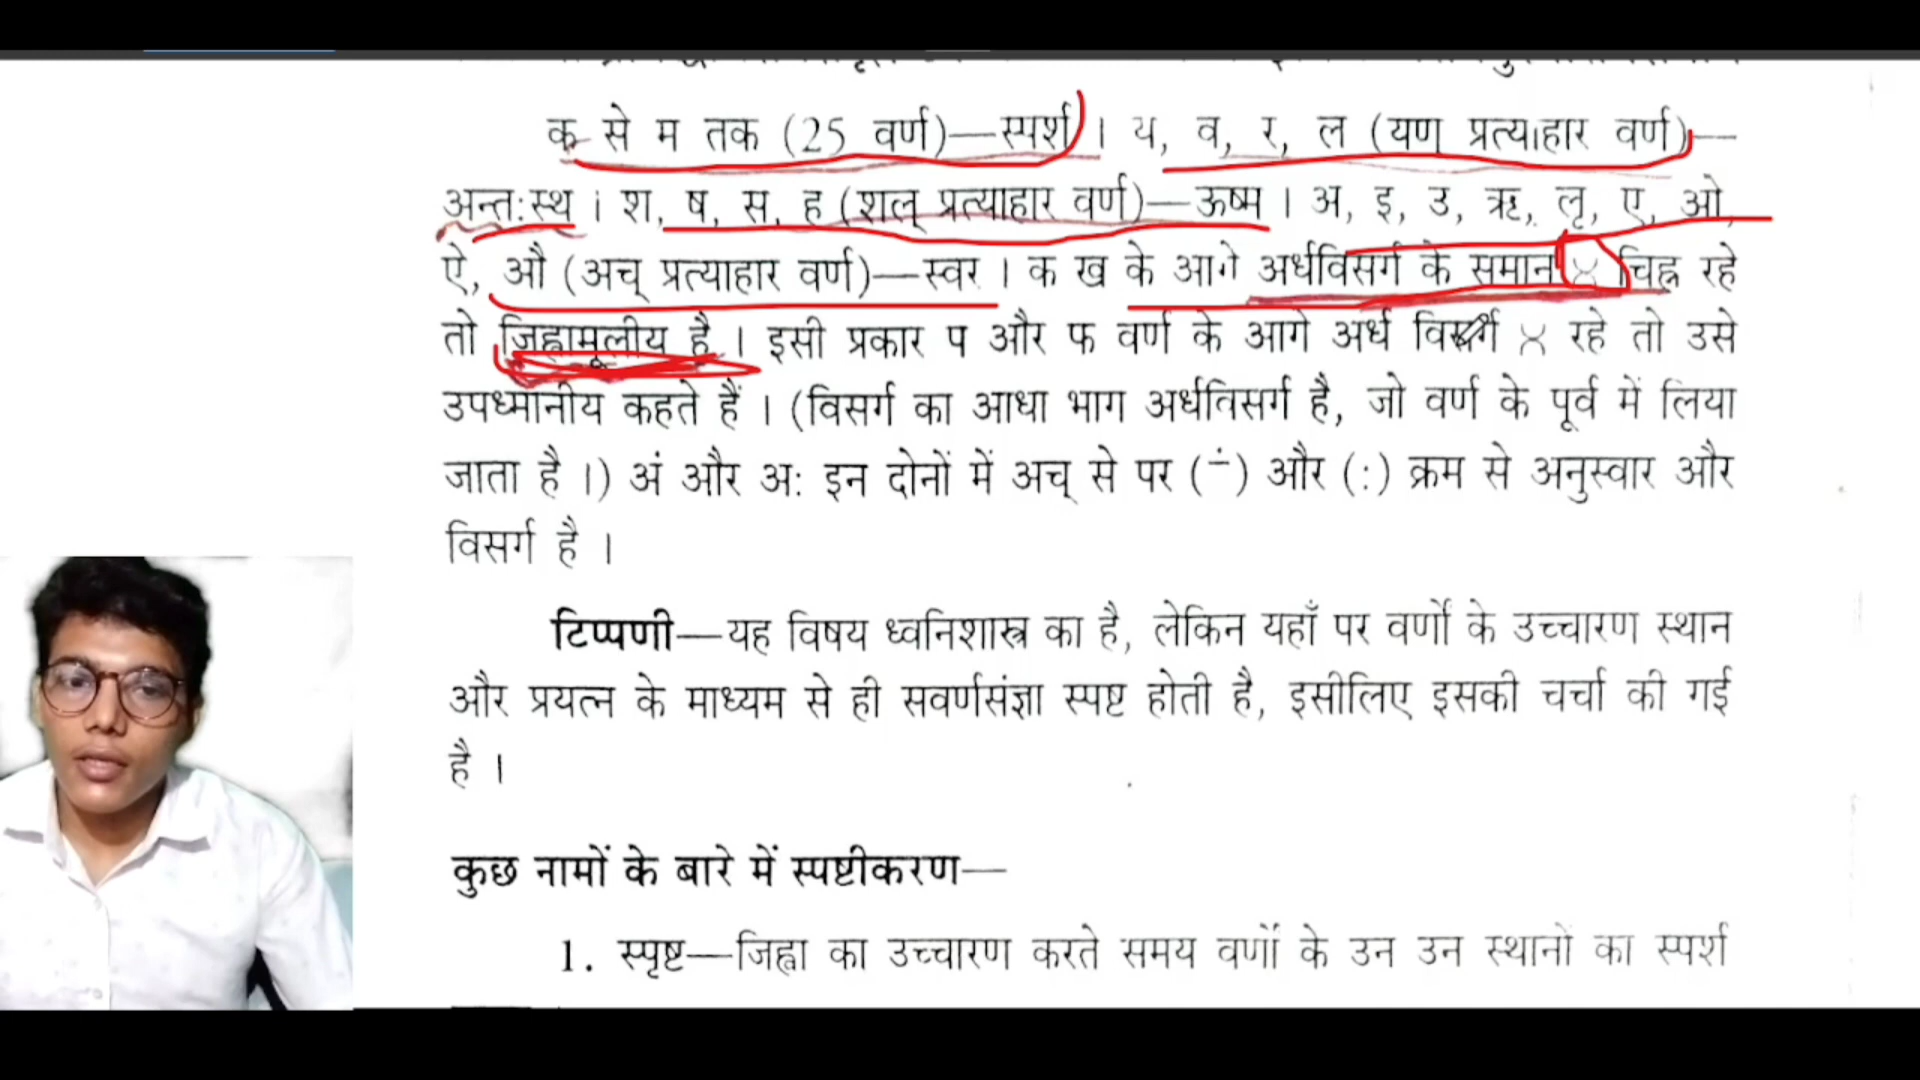 क से म तक (25 वर्ण)—स्पर्श । य, व, र, ल (यण् प्रत्याहार वर्ण)—
अन्त:स्थ । श, ष, स, ह (शल् प्रत्याहार वर्ण)—ऊष्म । अ, इ, उ, ऋ, लृ, ए, ओ,
ऐ, औ (अच् प्रत्याहार वर्ण)—स्वर । क ख के आगे अर्धविसर्ग के समान ≍ चिह्न रहे
तो जिह्वामूलीय है । इसी प्रकार प और फ वर्ण के आगे अर्ध विसर्ग ≍ रहे तो उसे
उपध्मानीय कहते हैं । (विसर्ग का आधा भाग अर्धविसर्ग है, जो वर्ण के पूर्व में लिया
जाता है ।) अं और अ: इन दोनों में अच् से पर (∸) और (:) क्रम से अनुस्वार और
विसर्ग है ।
टिप्पणी—यह विषय ध्वनिशास्त्र का है, लेकिन यहाँ पर वर्णों के उच्चारण स्थान
और प्रयत्न के माध्यम से ही सवर्णसंज्ञा स्पष्ट होती है, इसीलिए इसकी चर्चा की गई
है ।
कुछ नामों के बारे में स्पष्टीकरण—
1. स्पृष्ट—जिह्वा का उच्चारण करते समय वर्णों के उन उन स्थानों का स्पर्श